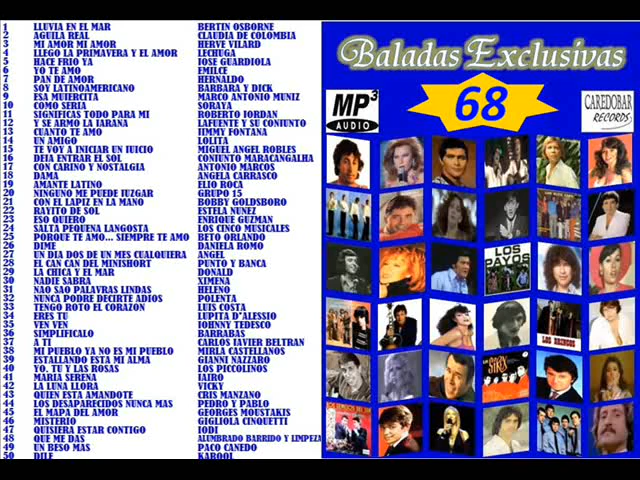 1 LLUVIA EN EL MAR BERTIN OSBORNE
2 AGUILA REAL CLAUDIA DE COLOMBIA
3 MI AMOR MI AMOR HERVE VILARD
4 LLEGO LA PRIMAVERA Y EL AMOR LECHUGA
5 HACE FRIO YA JOSE GUARDIOLA
6 YO TE AMO EMILCE
7 PAN DE AMOR HERNALDO
8 SOY LATINOAMERICANO BARBARA Y DICK
9 ESA MUJERCITA MARCO ANTONIO MUNIZ
10 COMO SERIA SORAYA
11 SIGNIFICAS TODO PARA MI ROBERTO JORDAN
12 Y SE ARMO LA JARANA LAFUENTE Y SU CONJUNTO
13 CUANTO TE AMO JIMMY FONTANA
14 UN AMIGO LOLITA
15 TE VOY A INICIAR UN JUICIO MIGUEL ANGEL ROBLES
16 DEJA ENTRAR EL SOL CONJUNTO MARACANGALHA
17 CON CARINO Y NOSTALGIA ANTONIO MARCOS
18 DAMA ANGELA CARRASCO
19 AMANTE LATINO ELIO ROCA
20 NINGUNO ME PUEDE JUZGAR GRUPO 15
21 CON EL LAPIZ EN LA MANO BOBBY GOLDSBORO
22 RAYITO DE SOL ESTELA NUNEZ
23 ESO QUIERO ENRIQUE GUZMAN
24 SALTA PEQUENA LANGOSTA LOS CINCO MUSICALES
25 PORQUE TE AMO... SIEMPRE TE AMO BETO ORLANDO
26 DIME DANIELA ROMO
27 UN DIA DOS DE UN MES CUALQUIERA ANGEL
28 EL CAN CAN DEL MINISHORT PUNTO Y BANCA
29 LA CHICA Y EL MAR DONALD
30 NADIE SABRA XIMENA
31 NAO SAO PALAVRAS LINDAS HELENO
32 NUNCA PODRE DECIRTE ADIOS POLENTA
33 TENGO ROTO EL CORAZON LUIS COSTA
34 ERES TU LUPITA D'ALESSIO
35 VEN VEN JOHNNY TEDESCO
36 SIMPLIFICALO BARRABAS
37 A TI CARLOS JAVIER BELTRAN
38 MI PUEBLO YA NO ES MI PUEBLO MIRLA CASTELLANOS
39 ESTALLANDO ESTA MI ALMA GIANNI NAZZARO
40 YO, TU Y LAS ROSAS LOS PICCOLINOS
41 MARIA SERENA JAIRO
42 LA LUNA LLORA VICKY
43 QUIEN ESTA AMANDOTE CRIS MANZANO
44 LOS DESAPARECIDOS NUNCA MAS PEDRO Y PABLO
45 EL MAPA DEL AMOR GEORGES MOUSTAKIS
46 MISTERIO GIGLIOLA CINQUETTI
47 QUISIERA ESTAR CONTIGO JODI
48 QUE ME DAS ALUMBRADO BARRIDO Y LIMPEZA
49 UN BESO MAS PACO CANEDO
50 DILE KAROOL
Baladas Exclusivas
68
MP3
AUDIO
CAREDOBAR
RECORDS
LOS
PAYOS
LOS BRINCOS